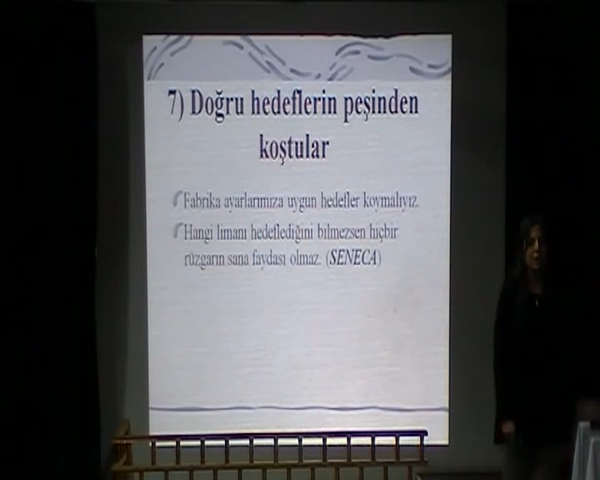 7) Doğru hedeflerin peşinden
koştular
Fabrika ayarlarımıza uygun hedefler koymalıyız.
Hangi limanı hedeflediğini bilmezsen hiçbir
rüzgarın sana faydası olmaz. (SENECA)